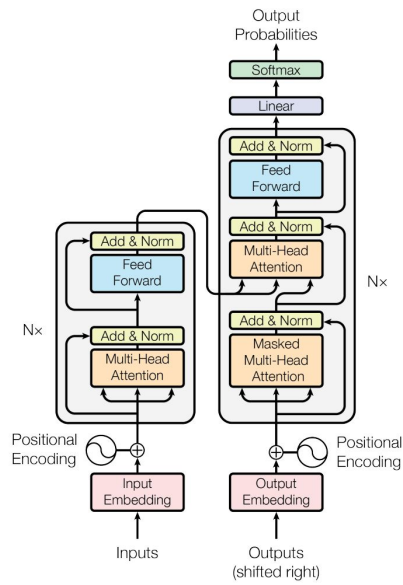 Output
Probabilities
Softmax
Linear
Add & Norm
Feed
Forward
Add & Norm
Multi-Head
Attention
Nx
Add & Norm
Masked
Multi-Head
Attention
Add & Norm
Feed
Forward
Nx
Add & Norm
Multi-Head
Attention
Positional
Encoding
Positional
Encoding
Input
Embedding
Output
Embedding
Inputs
Outputs
(shifted right)